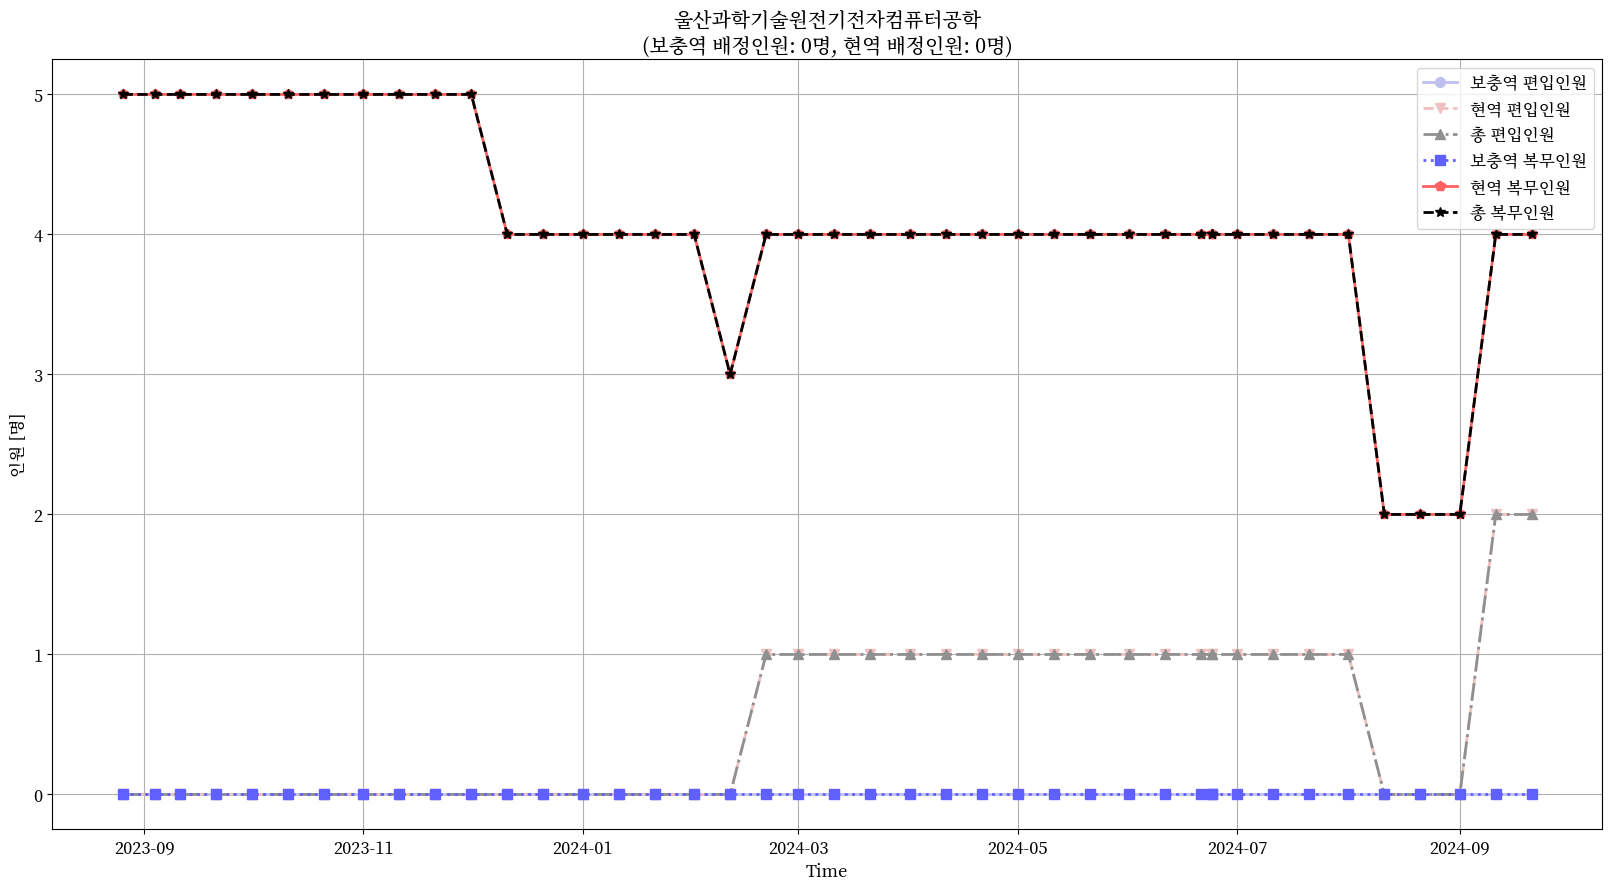 울산과학기술원전기전자컴퓨터공학
(보충역 배정인원: 0명, 현역 배정인원: 0명)
보충역 편입인원
현역 편입인원
총 편입인원
보충역 복무인원
현역 복무인원
총 복무인원
인원 [명]
5
4
3
2
1
0
2023-09
2023-11
2024-01
2024-03
2024-05
2024-07
2024-09
Time